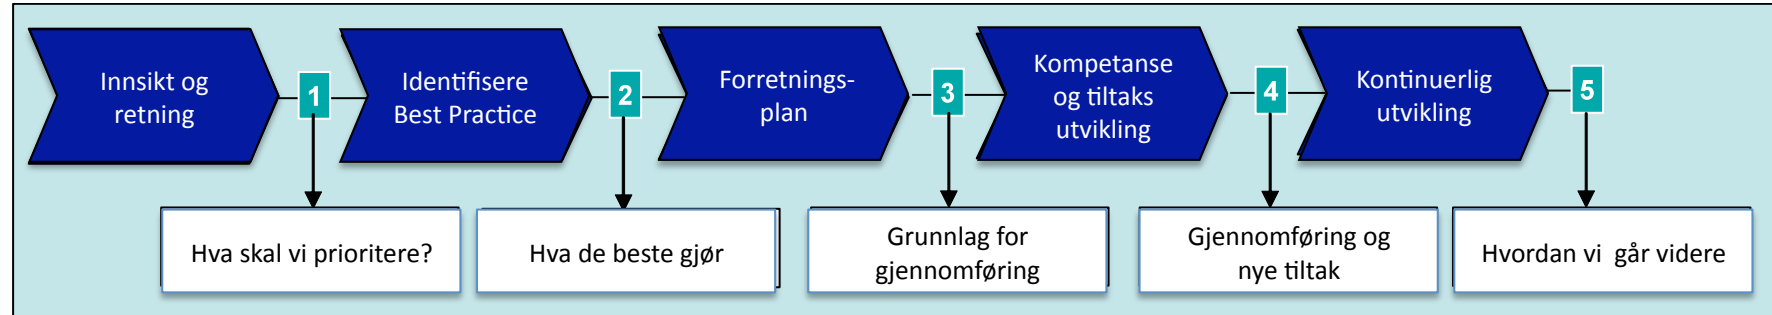 Innsikt og
retning
1
Identifisere
Best Practice
2
Forretnings-
plan
3
Kompetanse
og tiltaks
utvikling
4
Kontinuerlig
utvikling
5
Hva skal vi prioritere?
Hva de beste gjør
Grunnlag for
gjennomføring
Gjennomføring og
nye tiltak
Hvordan vi  går videre